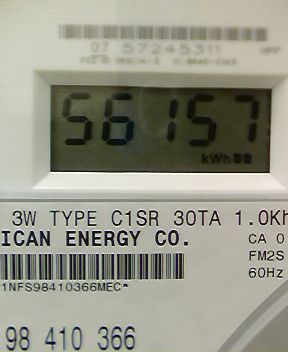 07 57245311
56157
kWh
3W TYPE C1SR 30TA 1.0Kh
ICAN ENERGY CO.
CA 0
FM2S
60Hz
1NFS98410366MEC*
98 410 366